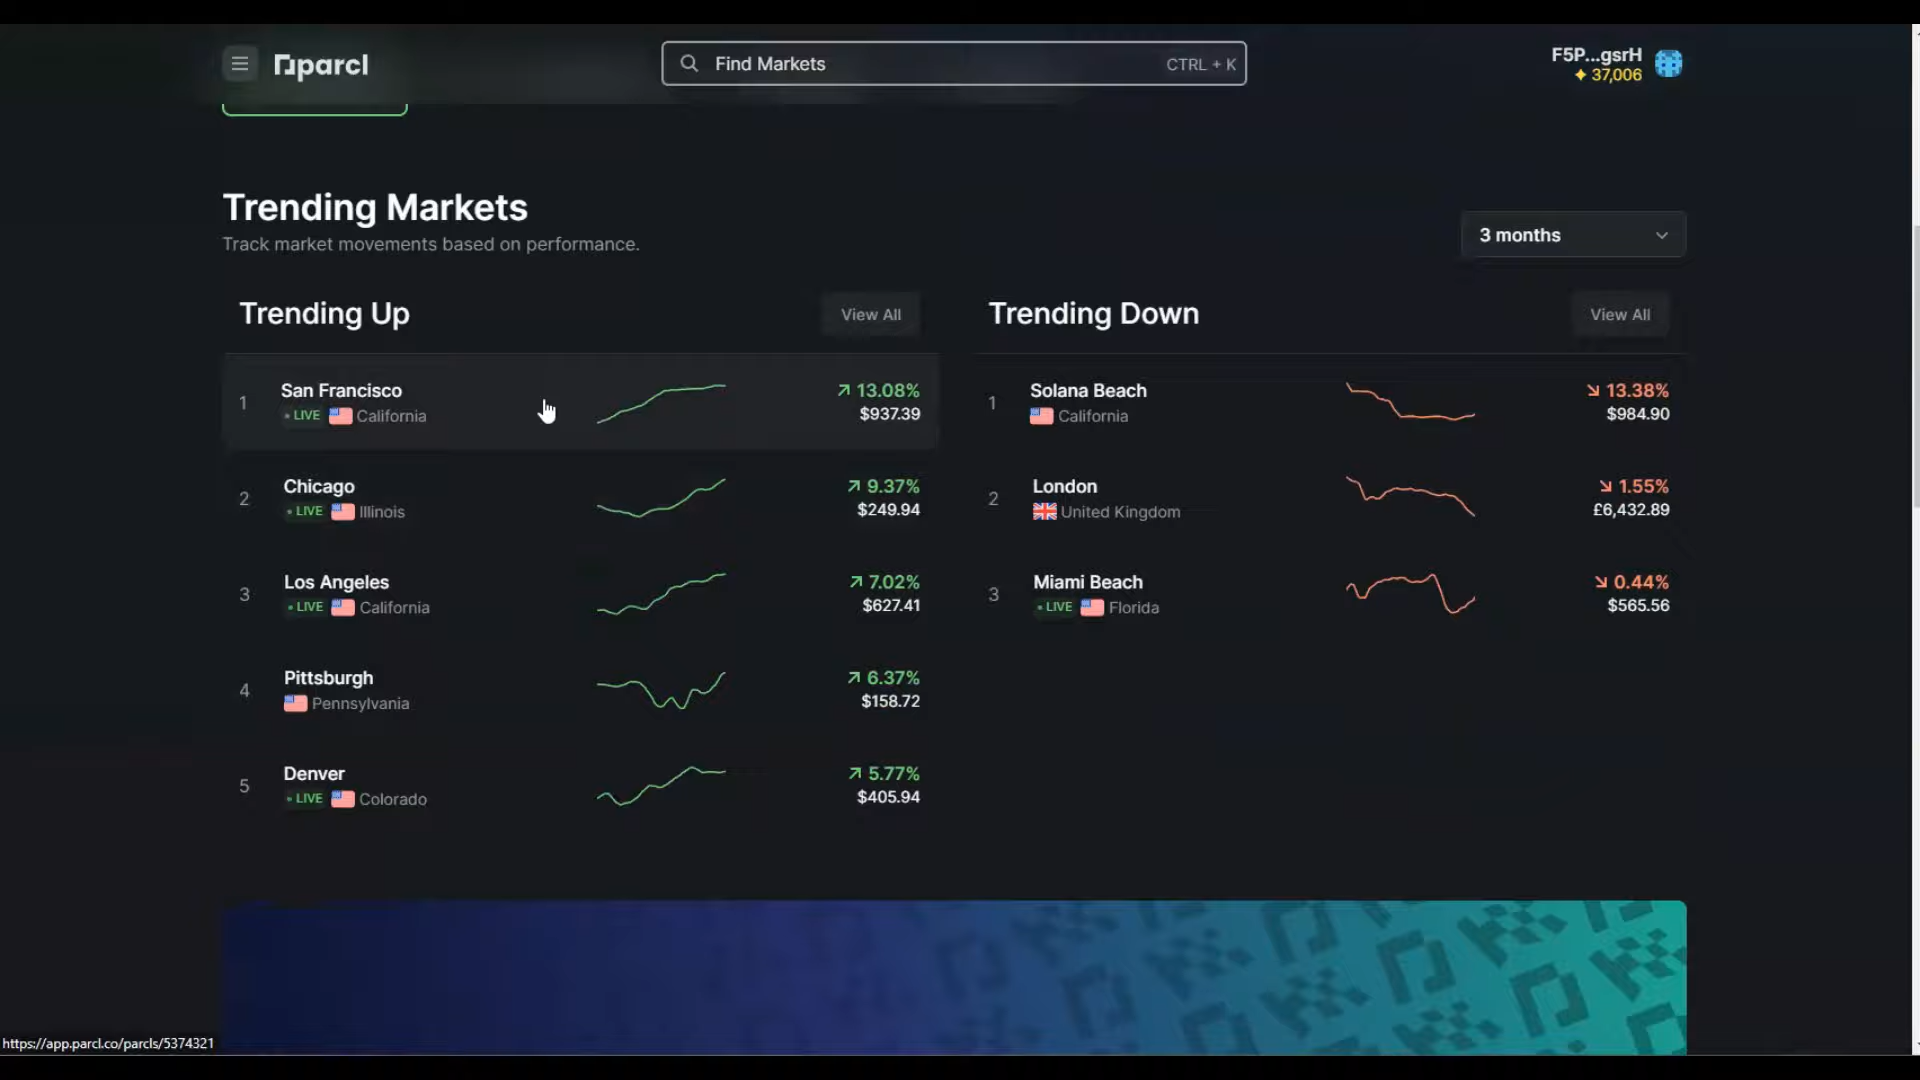 parcl
Find Markets
CTRL + K
F5P...gsrH
37,006
Trending Markets
Track market movements based on performance.
3 months
Trending Up
View All
1
San Francisco
LIVE California
13.08%
$937.39
2
Chicago
LIVE Illinois
9.37%
$249.94
3
Los Angeles
LIVE California
7.02%
$627.41
4
Pittsburgh
Pennsylvania
6.37%
$158.72
5
Denver
LIVE Colorado
5.77%
$405.94
Trending Down
View All
1
Solana Beach
California
13.38%
$984.90
2
London
United Kingdom
1.55%
£6,432.89
3
Miami Beach
LIVE Florida
0.44%
$565.56
https://app.parcl.co/parcls/5374321